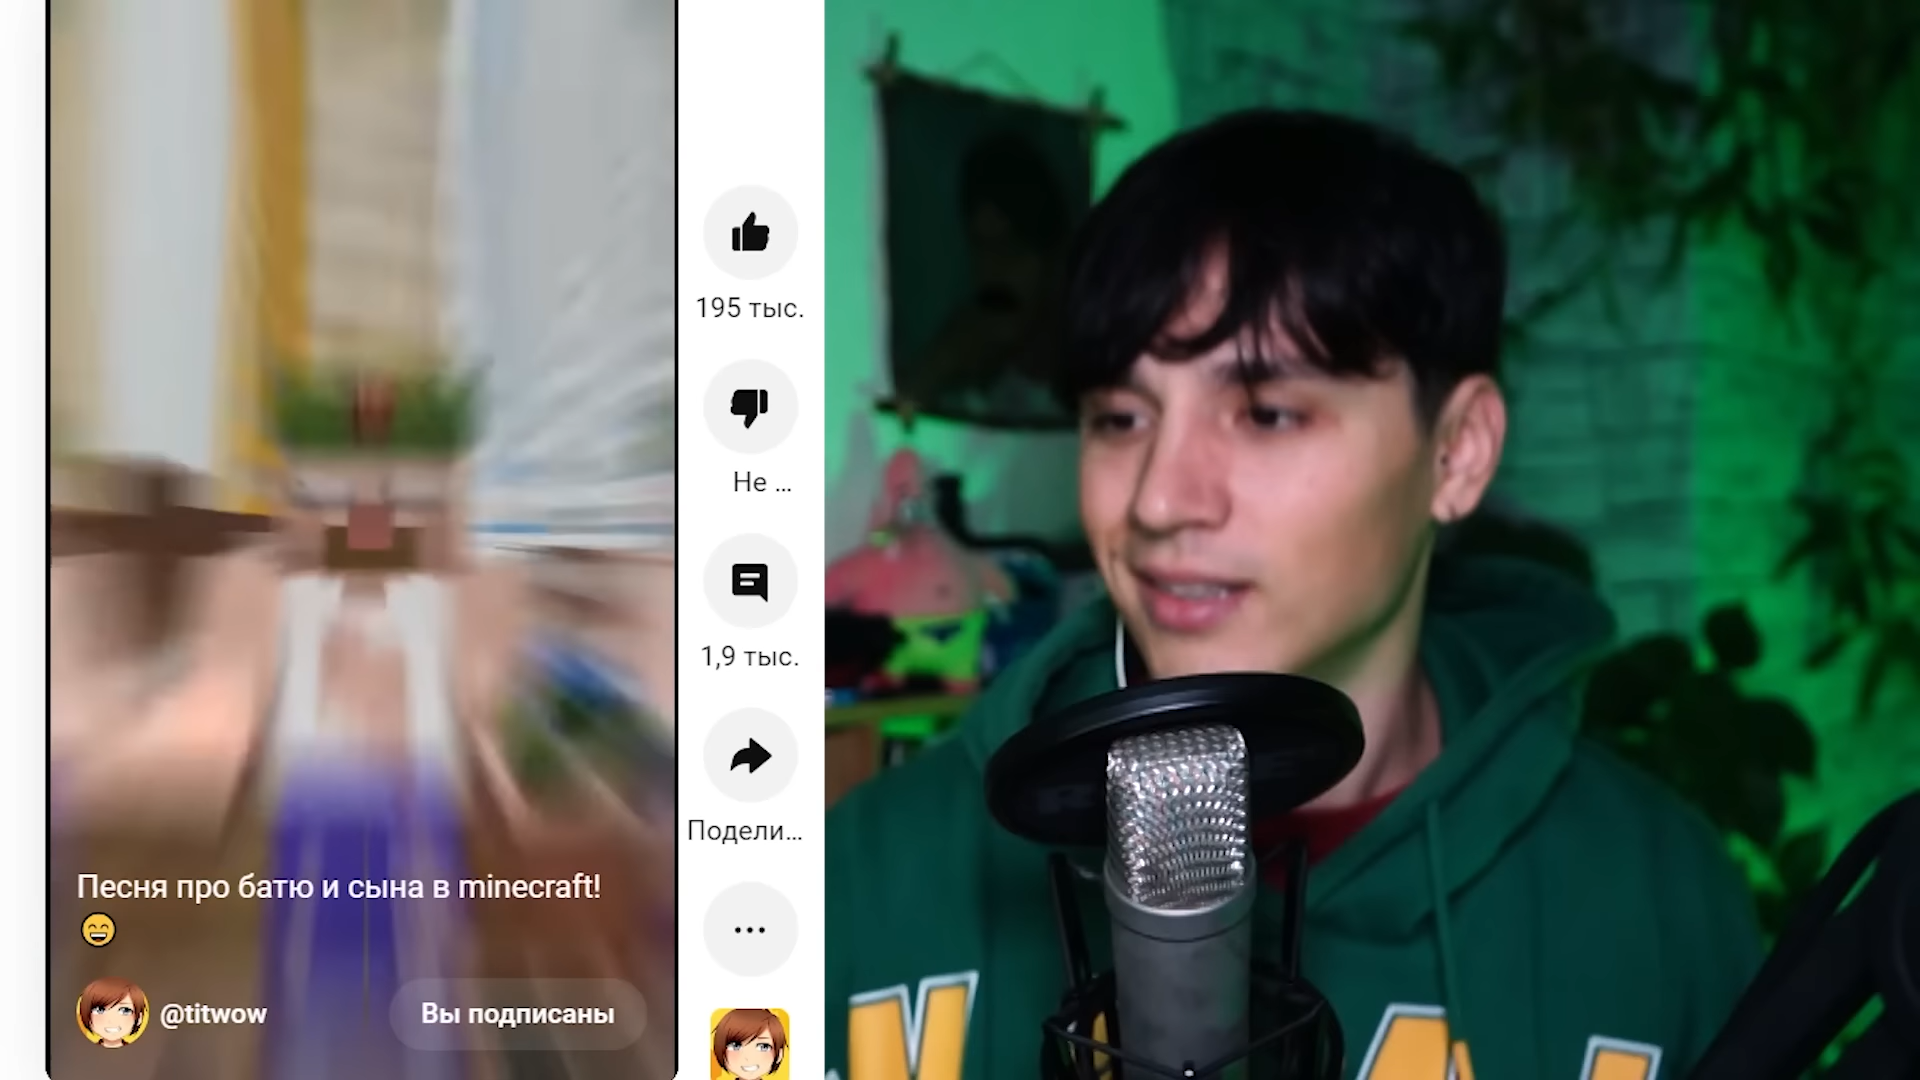 195 тыс.
Не ...
1,9 тыс.
Подели...
Песня про батю и сына в minecraft!
@titwow
Вы подписаны